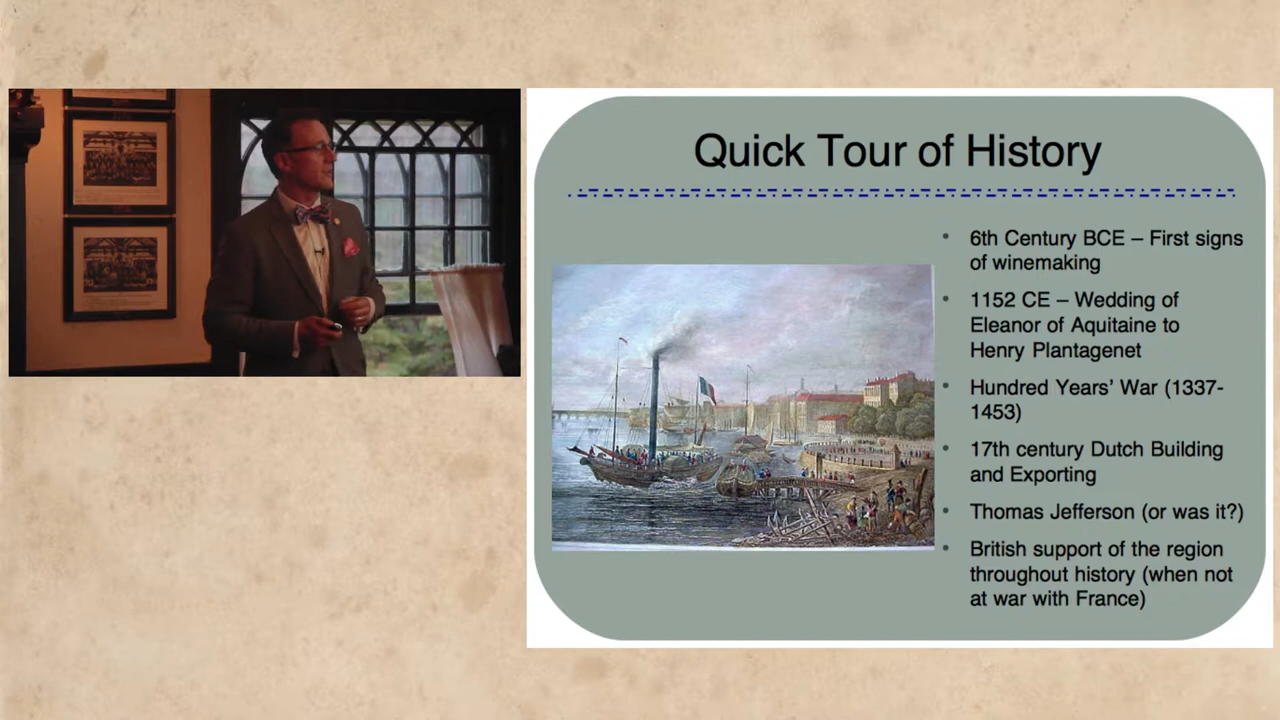 Quick Tour of History
• 6th Century BCE – First signs
of winemaking
• 1152 CE – Wedding of
Eleanor of Aquitaine to
Henry Plantagenet
• Hundred Years’ War (1337-
1453)
• 17th century Dutch Building
and Exporting
• Thomas Jefferson (or was it?)
• British support of the region
throughout history (when not
at war with France)